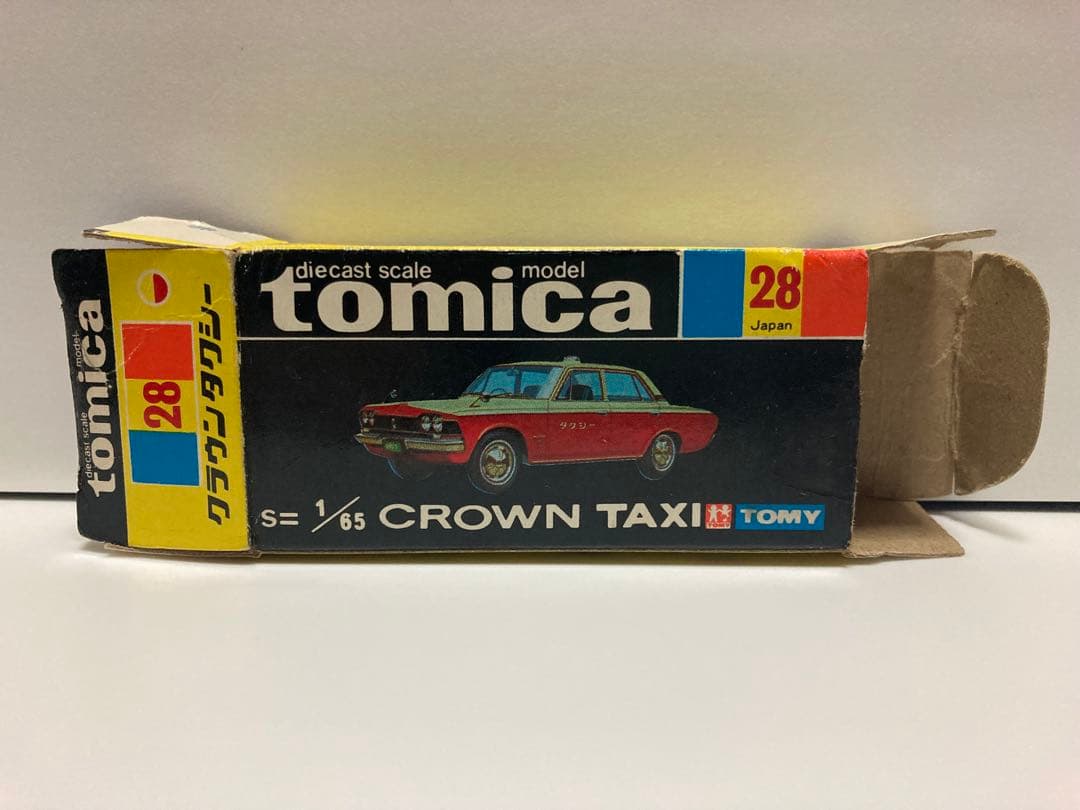 diecast scale model
tomica
28
Japan
タクシー
S= 1/65 CROWN TAXI TOMY TOMY
diecast scale model
tomica
28
クラウンタクシー